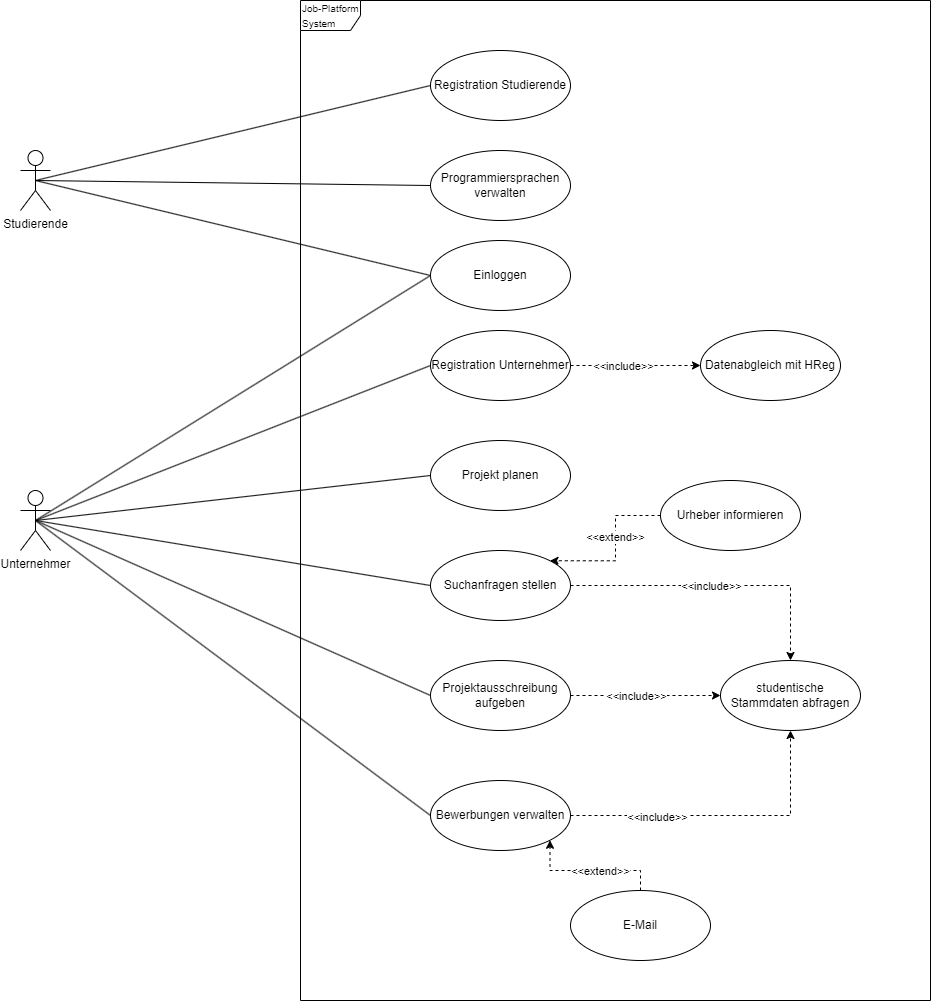 Job-Platform
System
Registration Studierende
Programmiersprachen
verwalten
Studierende
Einloggen
Registration Unternehmer
<<include>>
Datenabgleich mit HReg
Projekt planen
Urheber informieren
<<extend>>
Unternehmer
Suchanfragen stellen
<<include>>
Projektausschreibung
aufgeben
<<include>>
studentische
Stammdaten abfragen
Bewerbungen verwalten
<<include>>
<<extend>>
E-Mail